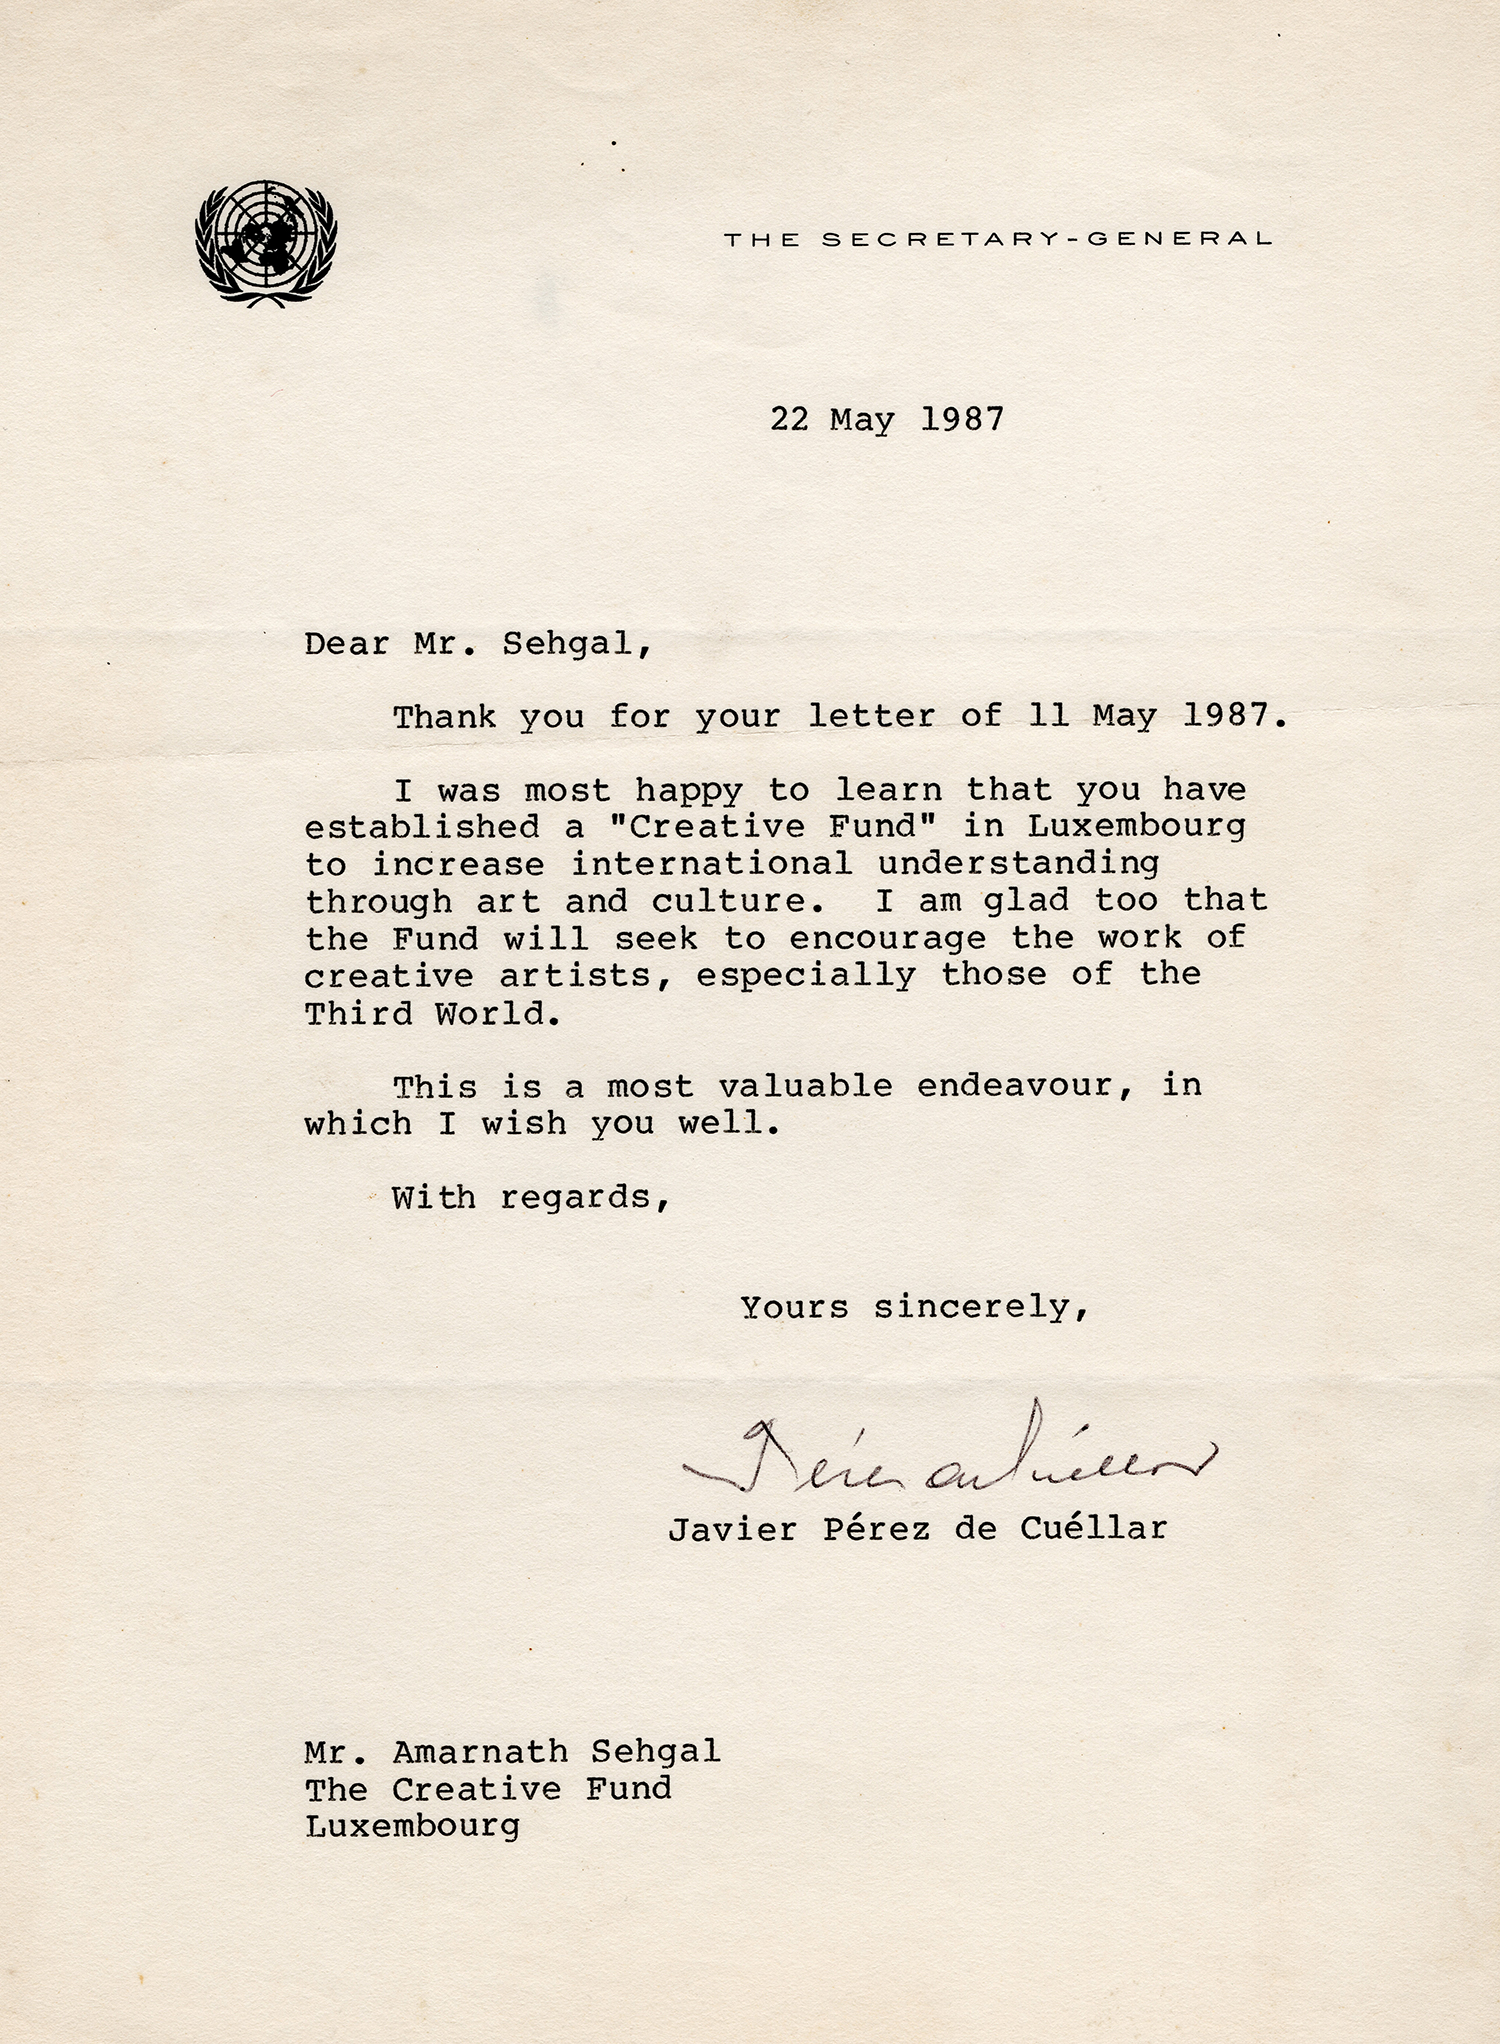 THE SECRETARY-GENERAL
22 May 1987
Dear Mr. Sehgal,
Thank you for your letter of 11 May 1987.
I was most happy to learn that you have
established a "Creative Fund" in Luxembourg
to increase international understanding
through art and culture. I am glad too that
the Fund will seek to encourage the work of
creative artists, especially those of the
Third World.
This is a most valuable endeavour, in
which I wish you well.
With regards,
Yours sincerely,
Pérez de Cuéllar
Javier Pérez de Cuéllar
Mr. Amarnath Sehgal
The Creative Fund
Luxembourg